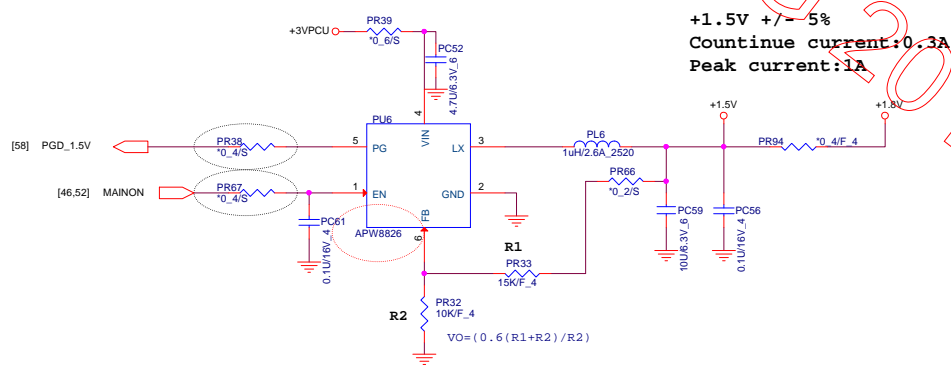 PR39
+3VPCU
*0_6/S
PC52
4.7U/6.3V_6
+1.5V +/- 5%
Countinue current:0.3A
Peak current:1A
PU6
4
VIN
+1.5V
+1.8V
[58] PGD_1.5V
PR38
*0_4/S
5
PG
LX
3
PL6
1uH/2.6A_2520
PR94
*0_4/F_4
[46,52] MAINON
PR67
*0_4/S
1
EN
GND
2
PR66
*0_2/S
PC61
0.1U/16V_4
APW8826
FB
6
PC59
10U/6.3V_6
PC56
0.1U/16V_4
R1
PR33
15K/F_4
R2
PR32
10K/F_4
VO=(0.6(R1+R2)/R2)